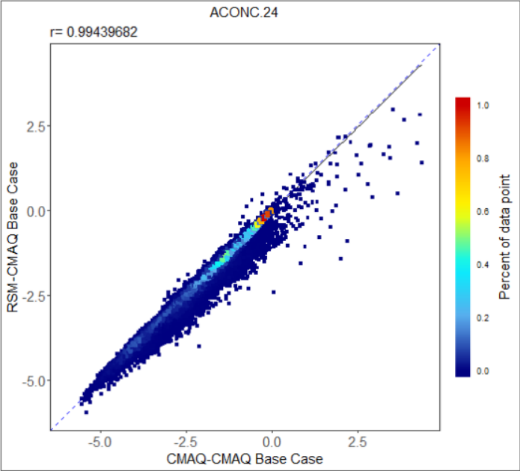 ACONC.24
r= 0.99439682
2.5
0.0
-2.5
-5.0
RSM-CMAQ Base Case
-5.0
-2.5
0.0
2.5
CMAQ-CMAQ Base Case
1.0
0.8
0.6
0.4
0.2
0.0
Percent of data point